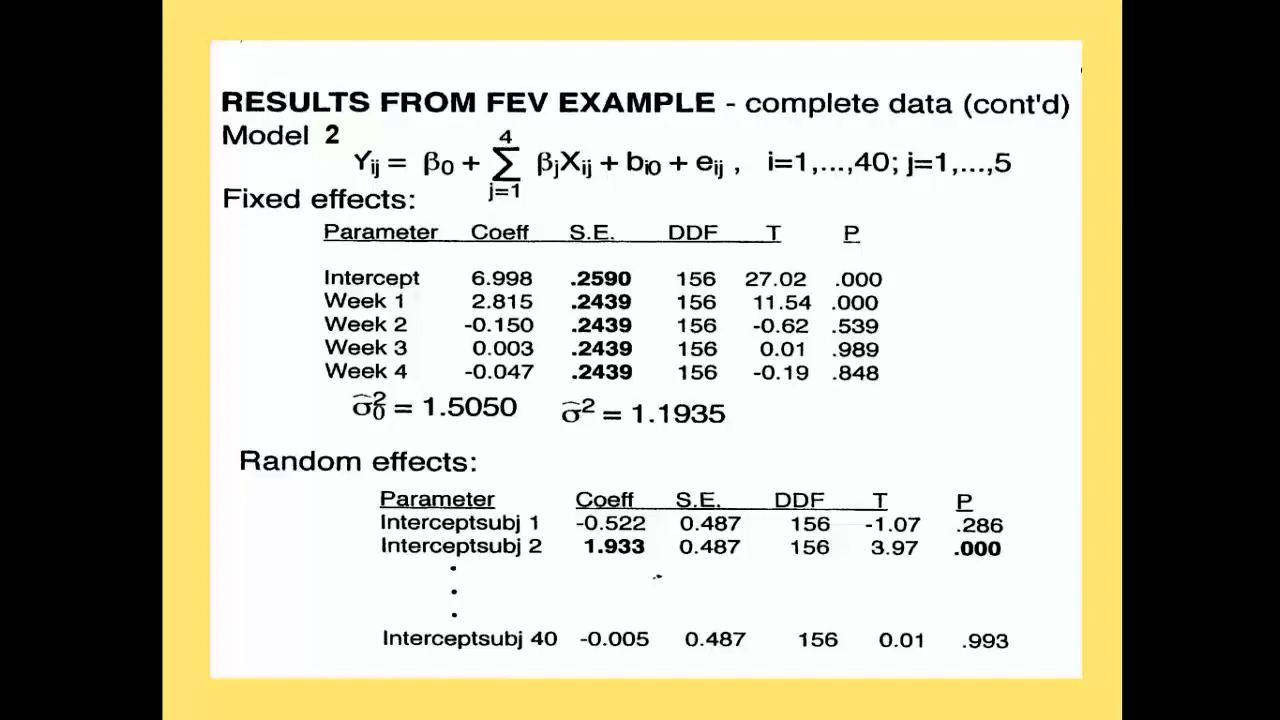 RESULTS FROM FEV EXAMPLE - complete data (cont'd)
Model 2
Yij = β0 + Σ(j=1 to 4) βjXij + bi0 + eij , i=1,...,40; j=1,...,5
Fixed effects:
Parameter Coeff S.E. DDF T P
Intercept 6.998 .2590 156 27.02 .000
Week 1 2.815 .2439 156 11.54 .000
Week 2 -0.150 .2439 156 -0.62 .539
Week 3 0.003 .2439 156 0.01 .989
Week 4 -0.047 .2439 156 -0.19 .848
σ̂²0 = 1.5050 σ̂² = 1.1935
Random effects:
Parameter Coeff S.E. DDF T P
Interceptsubj 1 -0.522 0.487 156 -1.07 .286
Interceptsubj 2 1.933 0.487 156 3.97 .000
.
.
.
Interceptsubj 40 -0.005 0.487 156 0.01 .993